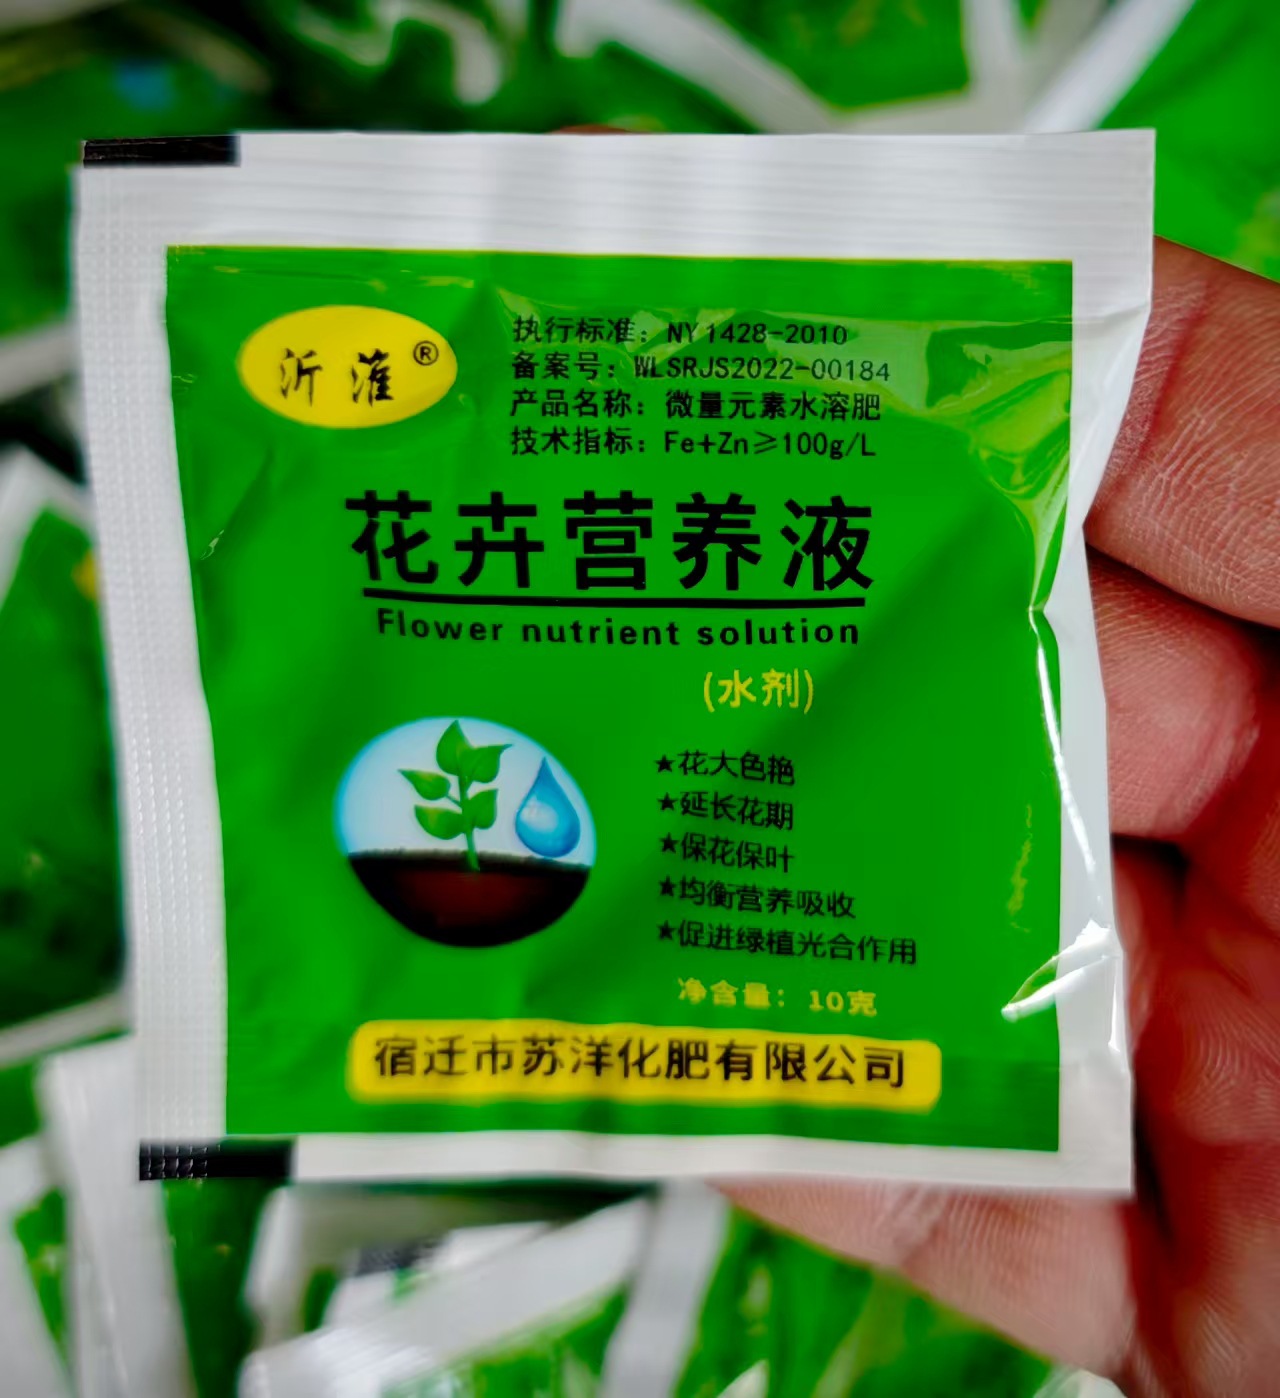 沂淮®
执行标准：NY1428-2010
备案号：WLSRJS2022-00184
产品名称：微量元素水溶肥
技术指标：Fe+Zn≥100g/L
花卉营养液
Flower nutrient solution
(水剂)
★花大色艳
★延长花期
★保花保叶
★均衡营养吸收
★促进绿植光合作用
净含量：10克
宿迁市苏洋化肥有限公司